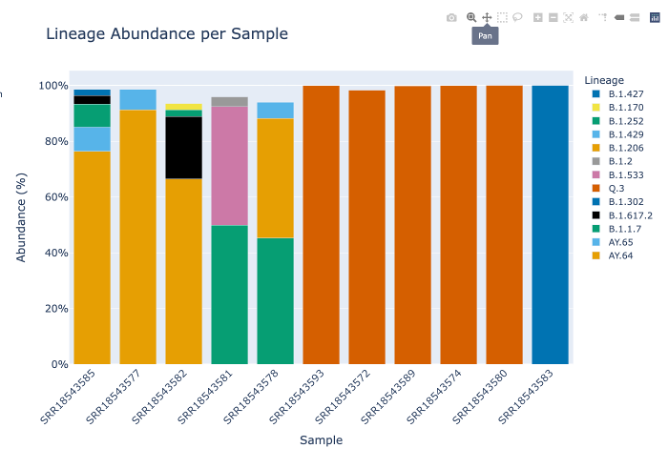 Pan
Lineage Abundance per Sample
Lineage
B.1.427
B.1.170
B.1.252
B.1.429
B.1.206
B.1.2
B.1.533
Q.3
B.1.302
B.1.617.2
B.1.1.7
AY.65
AY.64
100%
80%
60%
40%
20%
0%
Abundance (%)
SRR18543585
SRR18543577
SRR18543582
SRR18543581
SRR18543578
SRR18543593
SRR18543572
SRR18543589
SRR18543574
SRR18543580
SRR18543583
Sample